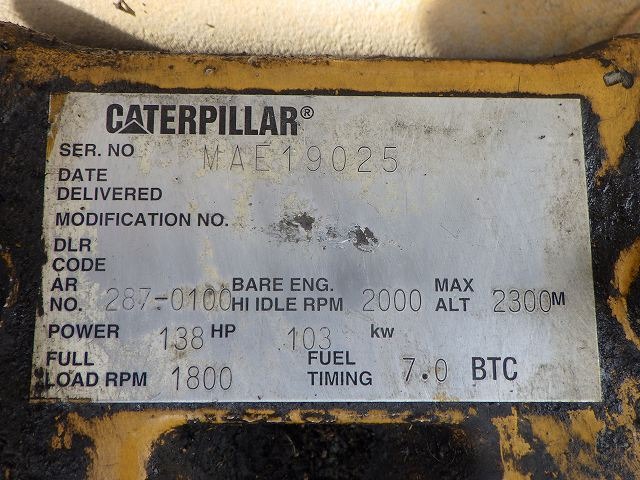 CATERPILLAR®
SER. NO MAE19025
DATE
DELIVERED
MODIFICATION NO.
DLR
CODE
AR BARE ENG. MAX
NO. 287-0100 HI IDLE RPM 2000 ALT 2300M
POWER 138 HP 103 kw
FULL FUEL
LOAD RPM 1800 TIMING 7.0 BTC